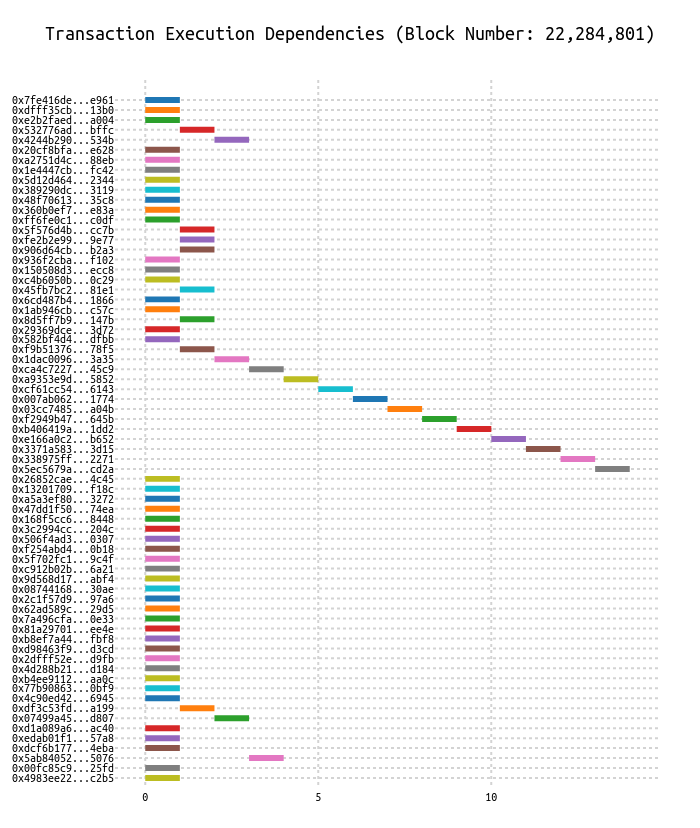 Transaction Execution Dependencies (Block Number: 22,284,801)
0x7fe416de...e961
0xdfff35cb...13b0
0xe2b2faed...a004
0x532776ad...bffc
0x4244b290...534b
0x20cf8bfa...e628
0xa2751d4c...88eb
0x1e4447cb...fc42
0x5d12d464...2344
0x389290dc...3119
0x48f70613...35c8
0x360b0ef7...e83a
0xff6fe0c1...c0df
0x5f576d4b...cc7b
0xfe2b2e99...9e77
0x906d64cb...b2a3
0x936f2cba...f102
0x150508d3...ecc8
0xc4b6050b...0c29
0x45fb7bc2...81e1
0x6cd487b4...1866
0x1ab946cb...c57c
0x8d5ff7b9...147b
0x29369dce...3d72
0x582bf4d4...dfbb
0xf9b51376...78f5
0x1dac0096...3a35
0xca4c7227...45c9
0xa9353e9d...5852
0xcf61cc54...6143
0x007ab062...1774
0x03cc7485...a04b
0xf2949b47...645b
0xb406419a...1dd2
0xe166a0c2...b652
0x3371a583...3d15
0x338975ff...2271
0x5ec5679a...cd2a
0x26852cae...4c45
0x13201709...f18c
0xa5a3ef80...3272
0x47dd1f50...74ea
0x168f5cc6...8448
0x3c2994cc...204c
0x506f4ad3...0307
0xf254abd4...0b18
0x5f702fc1...9c4f
0xc912b02b...6a21
0x9d568d17...abf4
0x08744168...30ae
0x2c1f57d9...97a6
0x62ad589c...29d5
0x7a496cfa...0e33
0x81a29701...ee4e
0xb8ef7a44...fbf8
0xd98463f9...d3cd
0x2dfff52e...d9fb
0x4d288b21...d184
0xb4ee9112...aa0c
0x77b90863...0bf9
0x4c90ed42...6945
0xdf3c53fd...a199
0x07499a45...d807
0xd1a089a6...ac40
0xedab01f1...57a8
0xdcf6b177...4eba
0x5ab84052...5076
0x00fc85c9...25fd
0x4983ee22...c2b5
0 5 10